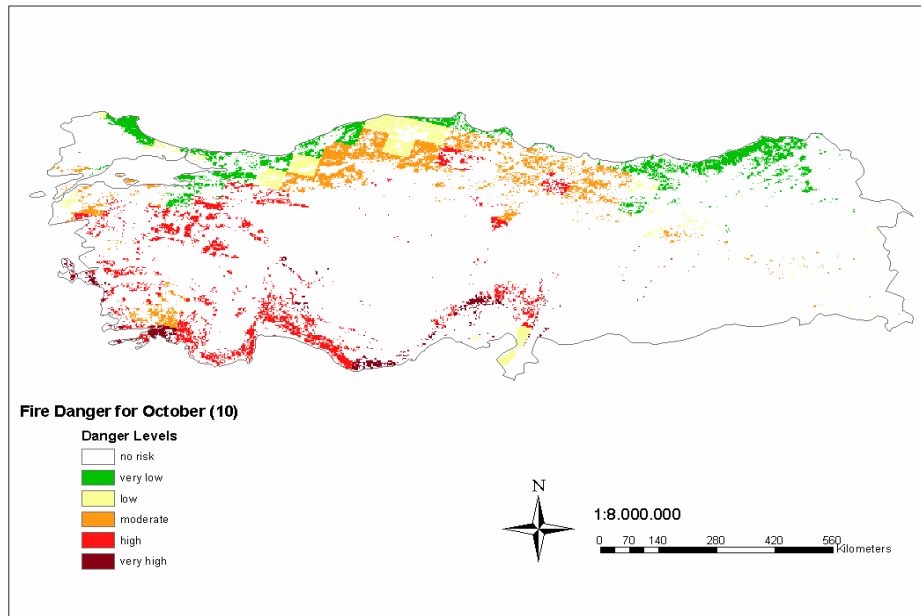 Fire Danger for October (10)
Danger Levels
no risk
very low
low
moderate
high
very high
N
1:8.000.000
0 70 140 280 420 560
Kilometers